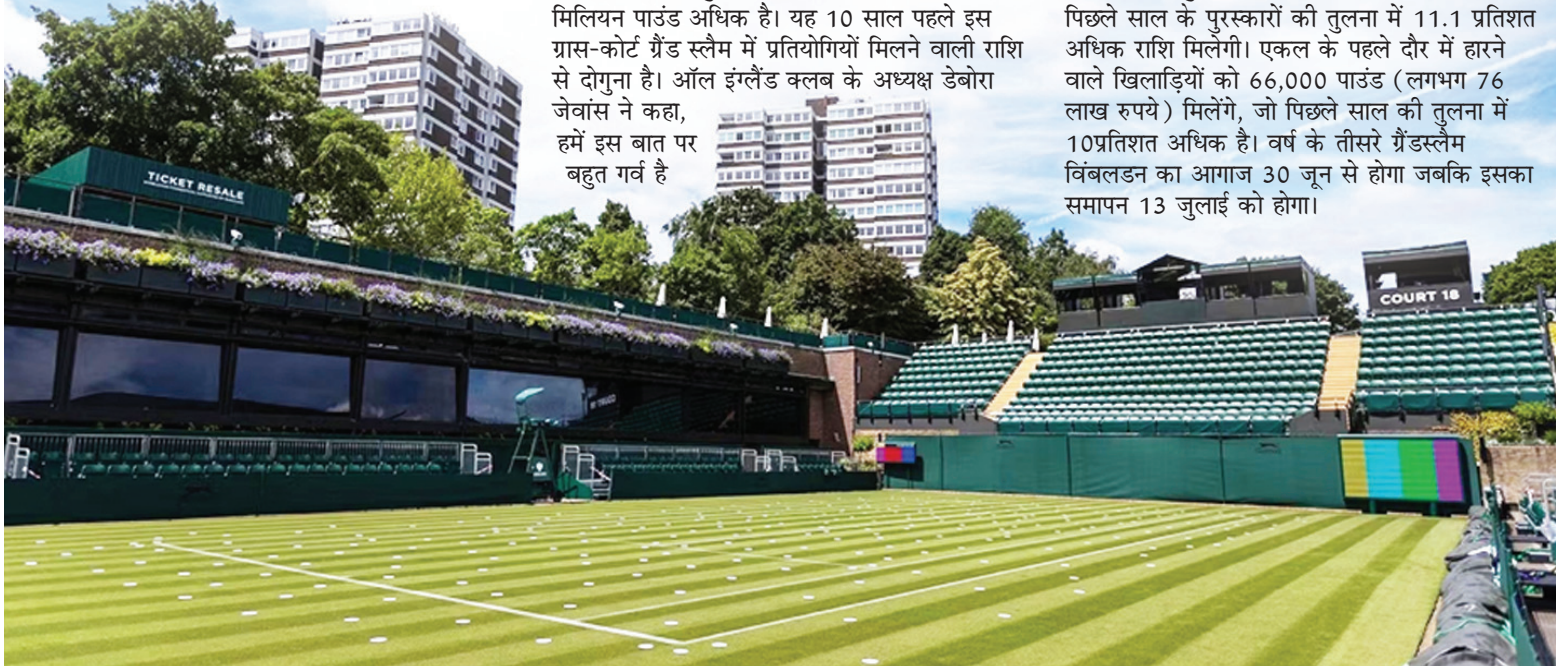 मिलियन पाउंड अधिक है। यह 10 साल पहले इस
ग्रास-कोर्ट ग्रैंड स्लैम में प्रतियोगियों मिलने वाली राशि
से दोगुना है। ऑल इंग्लैंड क्लब के अध्यक्ष डेबोरा
जेवांस ने कहा,
हमें इस बात पर
बहुत गर्व है
पिछले साल के पुरस्कारों की तुलना में 11.1 प्रतिशत
अधिक राशि मिलेगी। एकल के पहले दौर में हारने
वाले खिलाड़ियों को 66,000 पाउंड (लगभग 76
लाख रुपये) मिलेंगे, जो पिछले साल की तुलना में
10प्रतिशत अधिक है। वर्ष के तीसरे ग्रैंडस्लैम
विंबलडन का आगाज 30 जून से होगा जबकि इसका
समापन 13 जुलाई को होगा।
TICKET RESALE
COURT 18